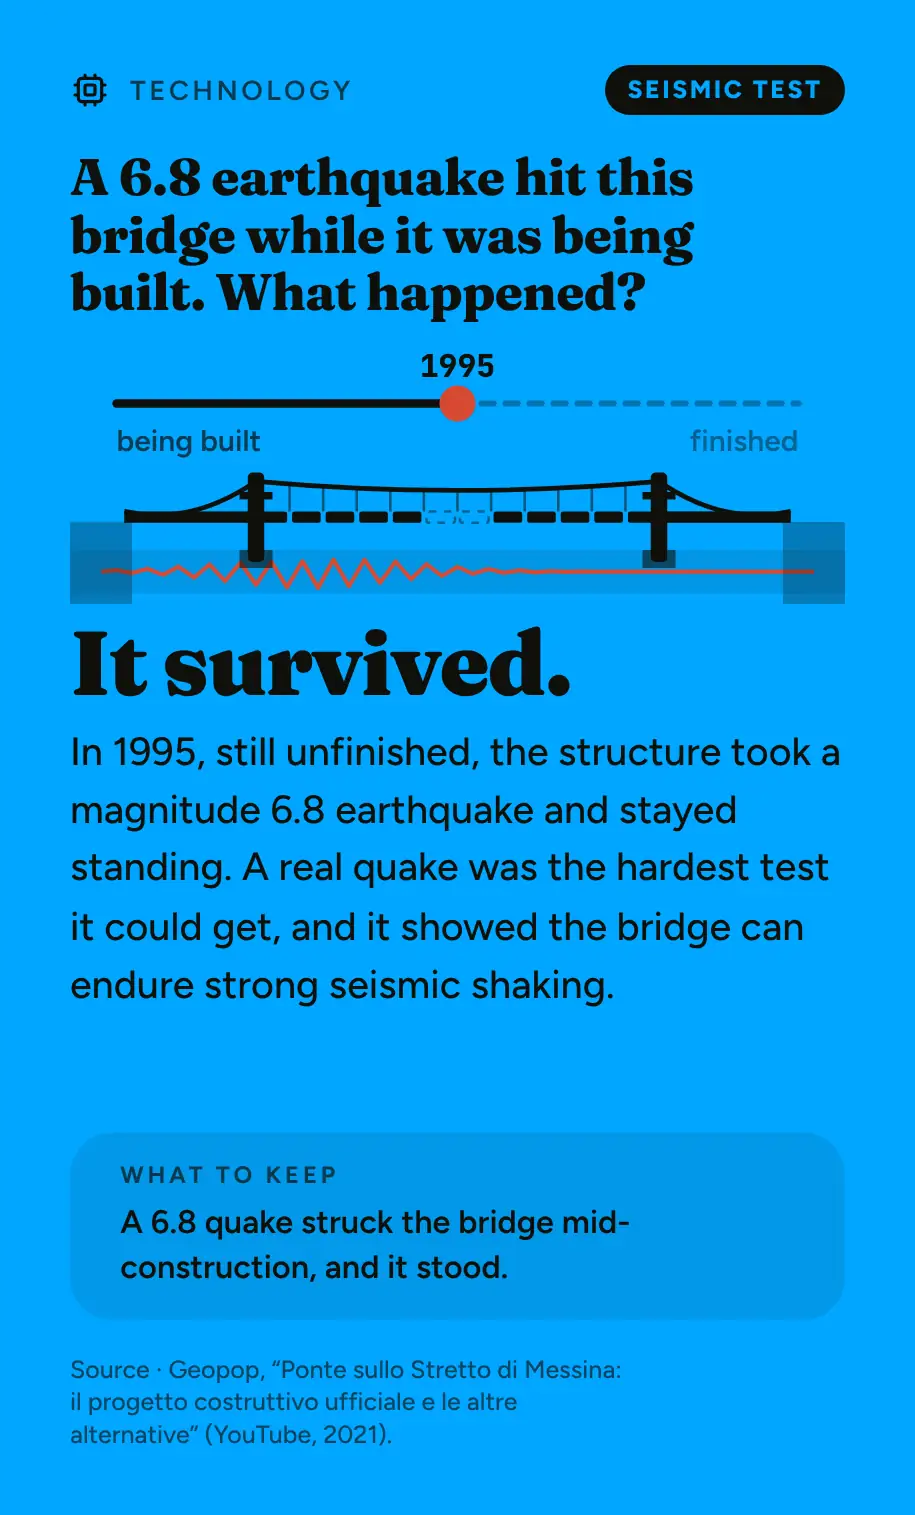 TECHNOLOGY
SEISMIC TEST
A 6.8 earthquake hit this
bridge while it was being
built. What happened?
1995
being built
finished
It survived.
In 1995, still unfinished, the structure took a
magnitude 6.8 earthquake and stayed
standing. A real quake was the hardest test
it could get, and it showed the bridge can
endure strong seismic shaking.
WHAT TO KEEP
A 6.8 quake struck the bridge mid-
construction, and it stood.
Source · Geopop, “Ponte sullo Stretto di Messina:
il progetto costruttivo ufficiale e le altre
alternative” (YouTube, 2021).